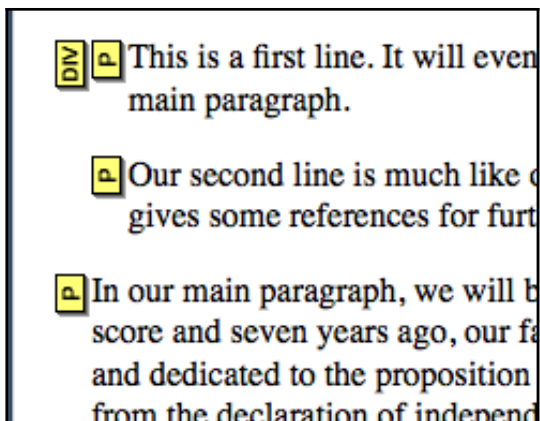 DIV P This is a first line. It will even
main paragraph.
P Our second line is much like
gives some references for furt
P In our main paragraph, we will b
score and seven years ago, our fa
and dedicated to the proposition
from the declaration of independ